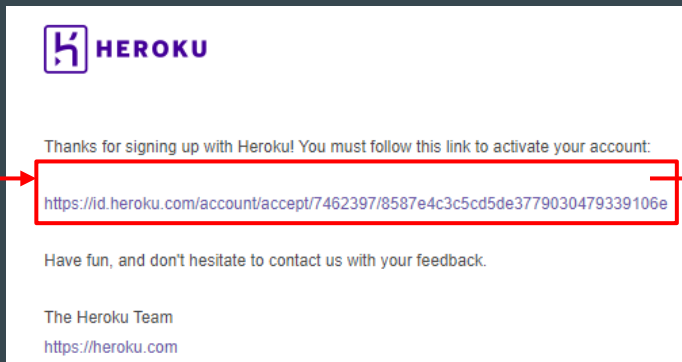 HEROKU
Thanks for signing up with Heroku! You must follow this link to activate your account:
https://id.heroku.com/account/accept/7462397/8587e4c3c5cd5de3779030479339106e
Have fun, and don't hesitate to contact us with your feedback.
The Heroku Team
https://heroku.com